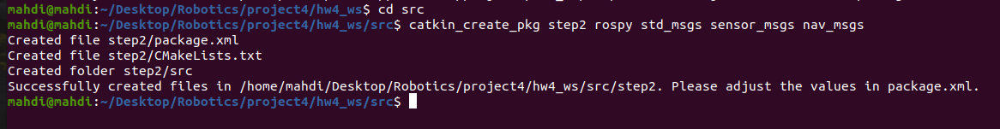 mahdi@mahdi:~/Desktop/Robotics/project4/hw4_ws$ cd src
mahdi@mahdi:~/Desktop/Robotics/project4/hw4_ws/src$ catkin_create_pkg step2 rospy std_msgs sensor_msgs nav_msgs
Created file step2/package.xml
Created file step2/CMakeLists.txt
Created folder step2/src
Successfully created files in /home/mahdi/Desktop/Robotics/project4/hw4_ws/src/step2. Please adjust the values in package.xml.
mahdi@mahdi:~/Desktop/Robotics/project4/hw4_ws/src$